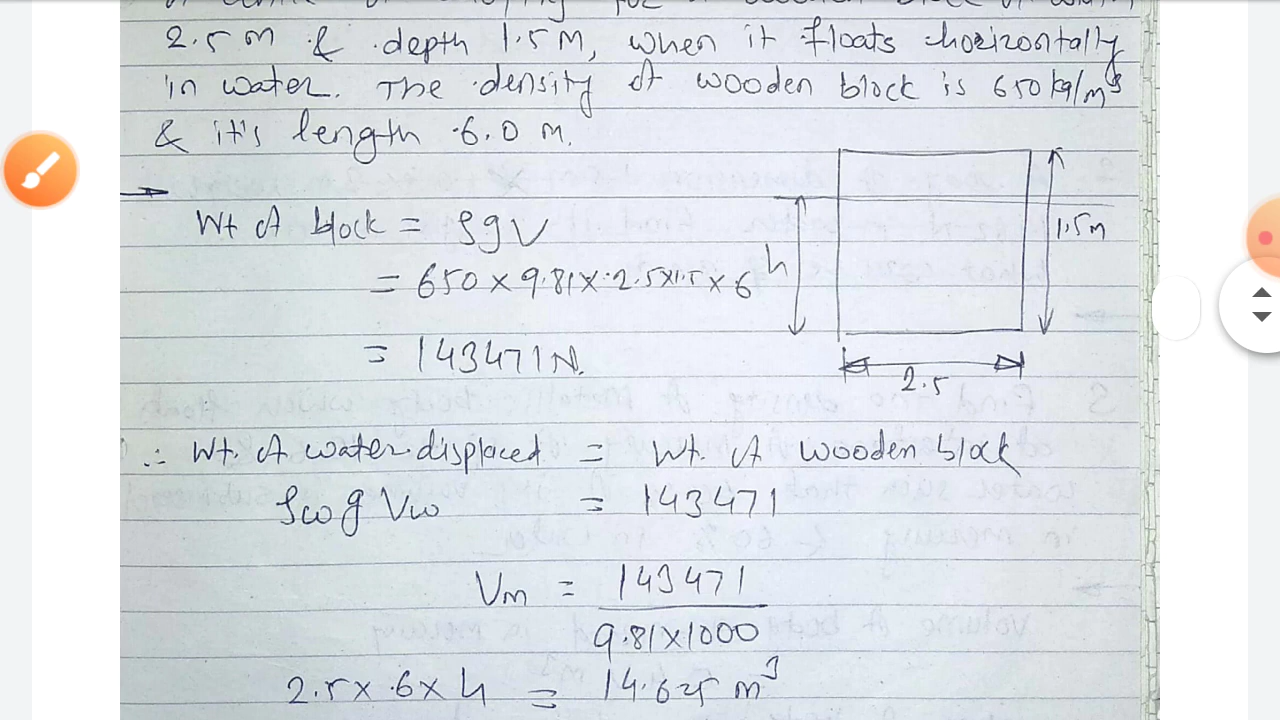 2.5 m & depth 1.5 m, when it floats horizontally
in water. The density of wooden block is 650 kg/m³
& it's length 6.0 m.
Wt of block = ρgV
= 650 × 9.81 × 2.5×1.5 × 6
= 143471 N.
h
1.5m
2.5
∴ Wt. of water displaced = Wt. of wooden block
ρw g Vw = 143471
Vm = 143471
9.81×1000
2.5 × 6 × h = 14.625 m³